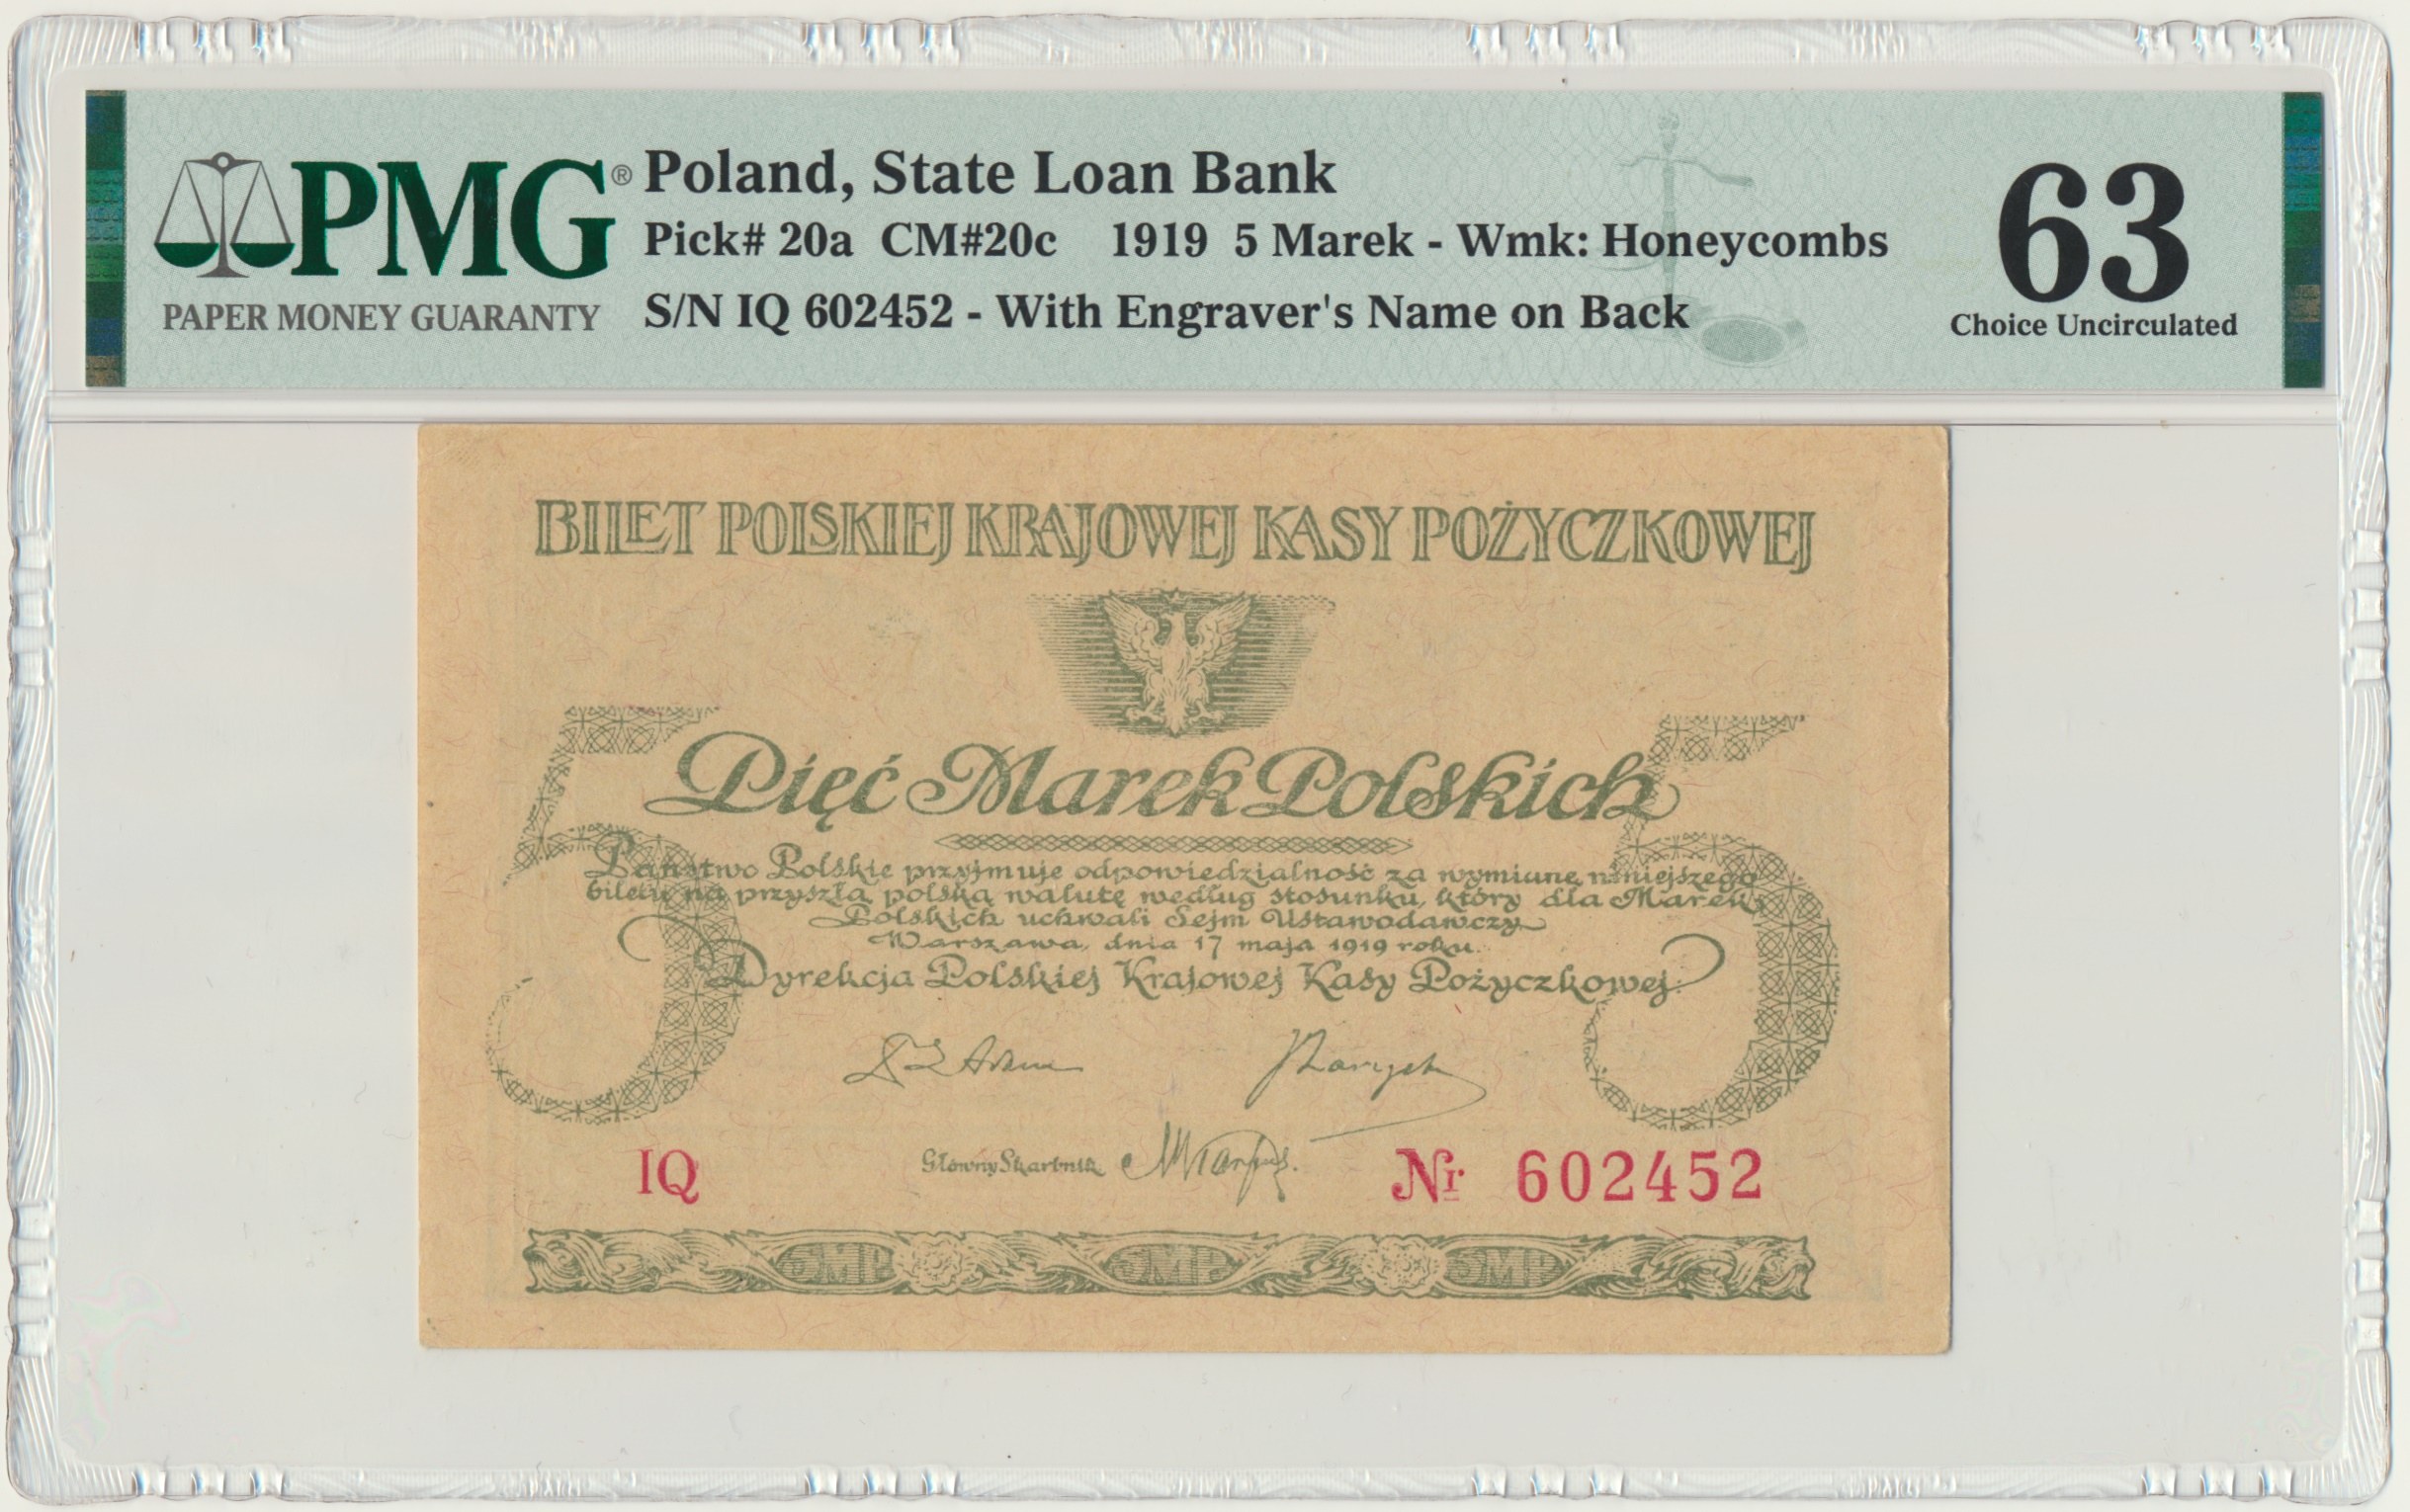 PMG®
PAPER MONEY GUARANTY
Poland, State Loan Bank
Pick# 20a CM#20c 1919 5 Marek - Wmk: Honeycombs
S/N IQ 602452 - With Engraver's Name on Back
63
Choice Uncirculated
BILET POLSKIEJ KRAJOWEJ KASY POŻYCZKOWEJ
5 5
Pięć Marek Polskich
Państwo Polskie przyjmuje odpowiedzialność za wymianę niniejszego
biletu na przyszłą polską walutę według stosunku, który dla Marek
Polskich uchwali Sejm Ustawodawczy
Warszawa, dnia 17 maja 1919 roku.
Dyrekcja Polskiej Krajowej Kasy Pożyczkowej:
IQ Główny Skarbnik Nr 602452
5MP 5MP 5MP